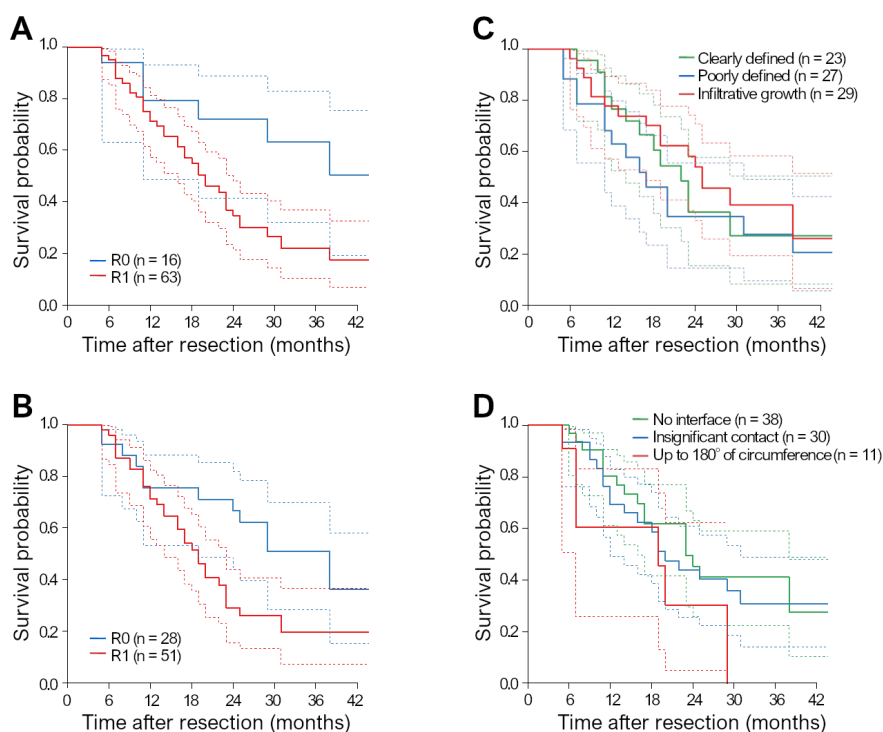 A
Survival probability
1.0
0.8
0.6
0.4
0.2
0.0
R0 (n = 16)
R1 (n = 63)
0 6 12 18 24 30 36 42
Time after resection (months)
C
Survival probability
1.0
0.8
0.6
0.4
0.2
0.0
Clearly defined (n = 23)
Poorly defined (n = 27)
Infiltrative growth (n = 29)
0 6 12 18 24 30 36 42
Time after resection (months)
B
Survival probability
1.0
0.8
0.6
0.4
0.2
0.0
R0 (n = 28)
R1 (n = 51)
0 6 12 18 24 30 36 42
Time after resection (months)
D
Survival probability
1.0
0.8
0.6
0.4
0.2
0.0
No interface (n = 38)
Insignificant contact (n = 30)
Up to 180° of circumference (n = 11)
0 6 12 18 24 30 36 42
Time after resection (months)